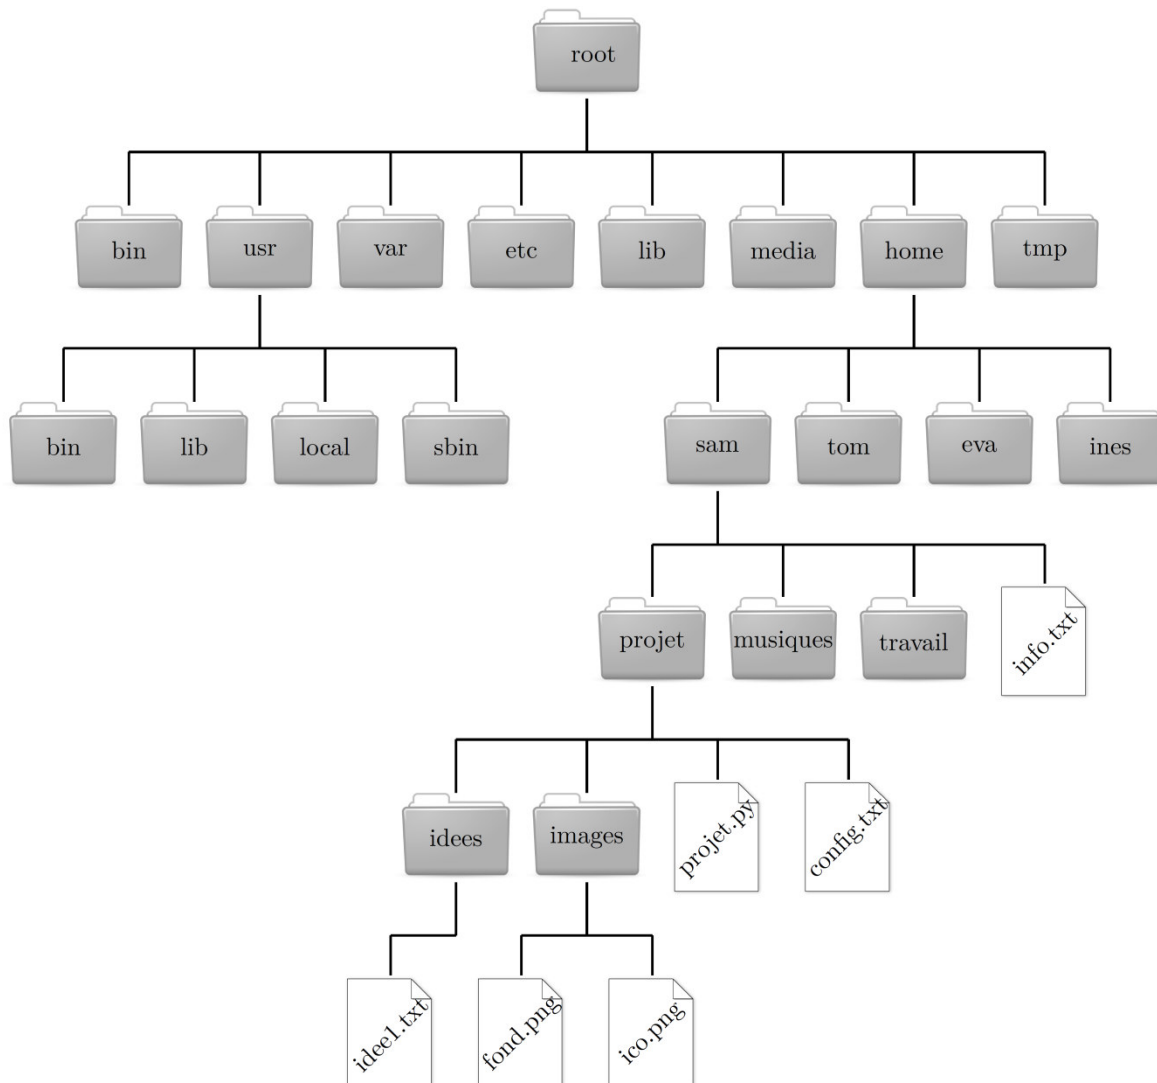 root
bin usr var etc lib media home tmp
bin lib local sbin sam tom eva ines
projet musiques travail info.txt
idees images projet.py config.txt
idee1.txt fond.png ico.png